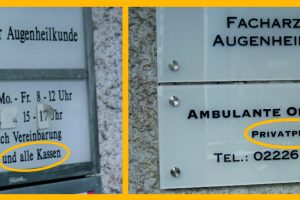 r Augenheilkunde
Mo. - Fr. 8 - 12 Uhr
15 - 17 Uhr
ch Vereinbarung
und alle Kassen
FACHARZ
AUGENHEIL
AMBULANTE O
PRIVATP
TEL.: 02226